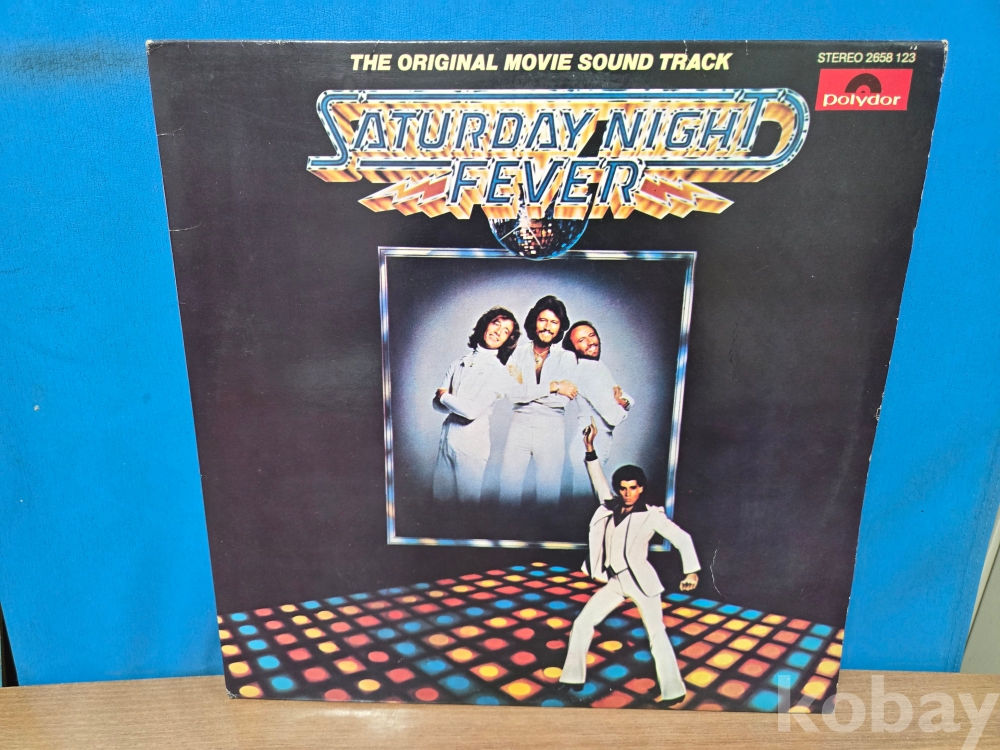 THE ORIGINAL MOVIE SOUND TRACK
STEREO 2658 123
polydor
SATURDAY NIGHT
FEVER
kobay